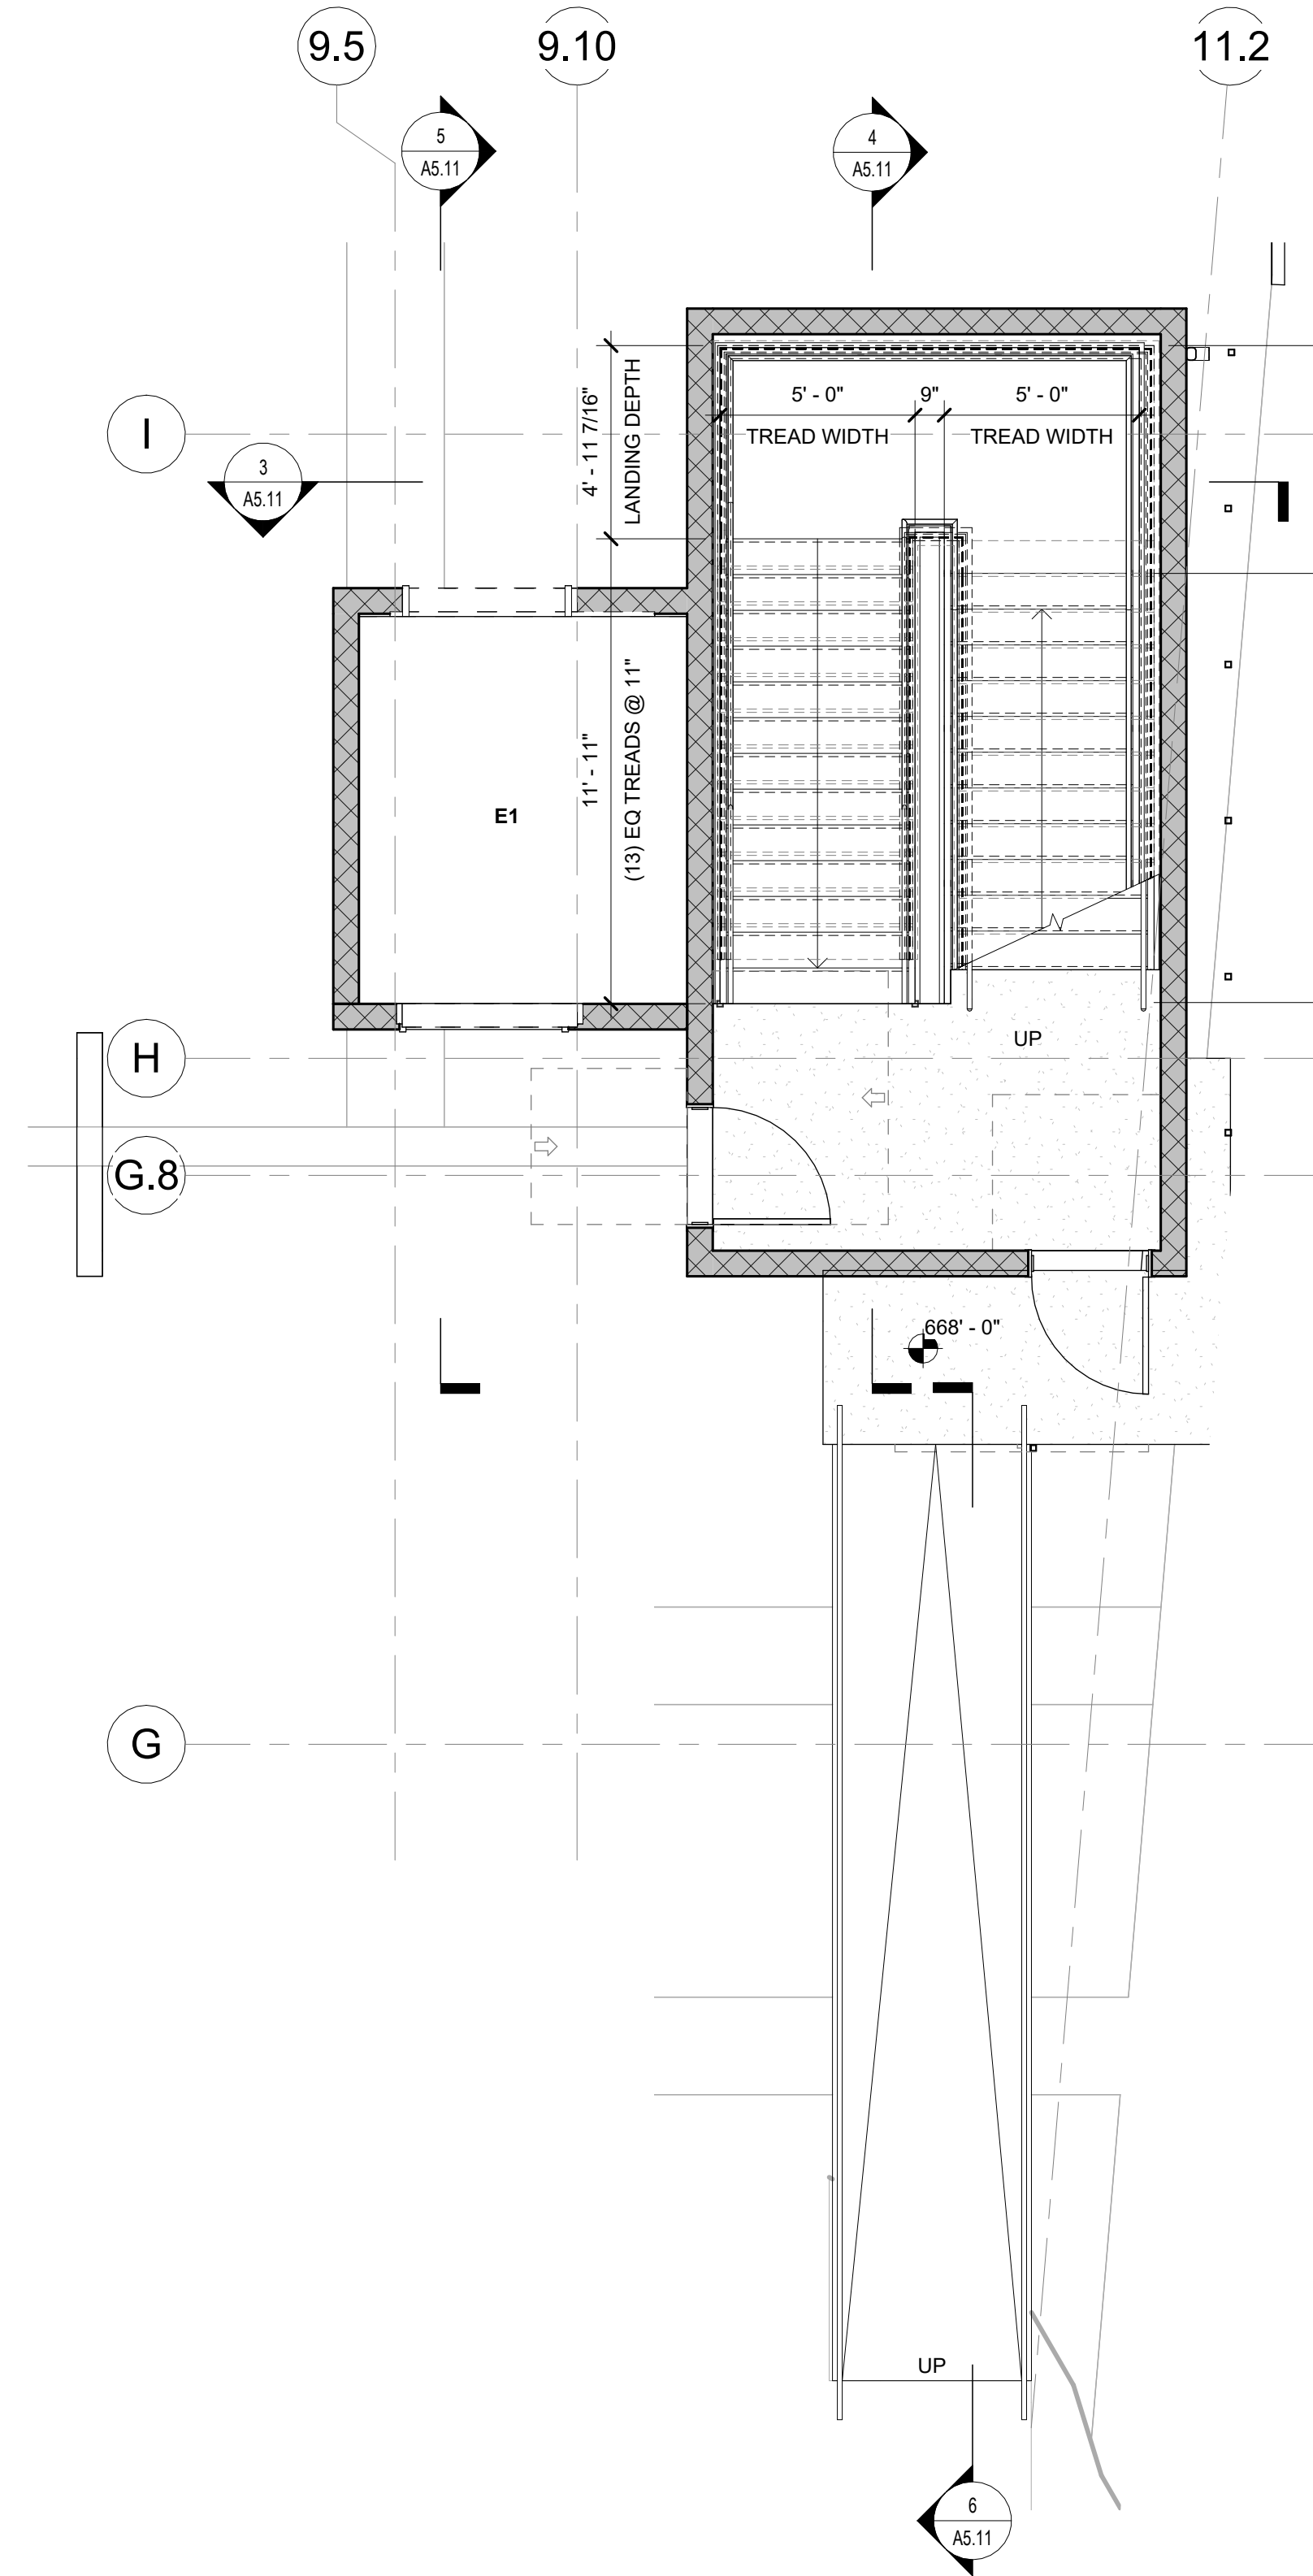 9.5
9.10
11.2
5
A5.11
4
A5.11
5' - 0"
9"
5' - 0"
TREAD WIDTH
TREAD WIDTH
4' - 11 7/16"
LANDING DEPTH
I
3
A5.11
11' - 11"
(13) EQ TREADS @ 11"
E1
UP
H
G.8
668' - 0"
G
UP
6
A5.11